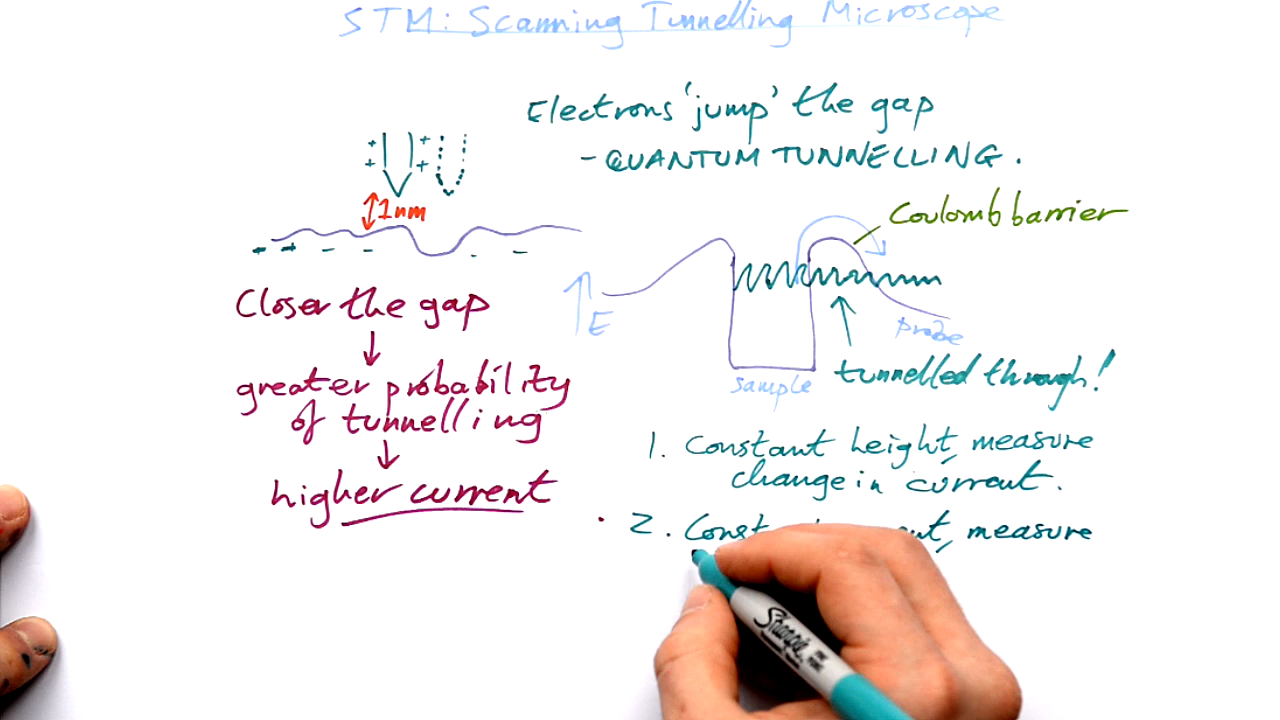 STM: Scanning Tunnelling Microscope
Electrons 'jump' the gap
- QUANTUM TUNNELLING.
+ + + +
1nm
Coulomb barrier
E
probe
sample
tunnelled through!
Closer the gap
↓
greater probability
of tunnelling
↓
higher current
1. Constant height, measure
change in current.
2. measure
Sharpie